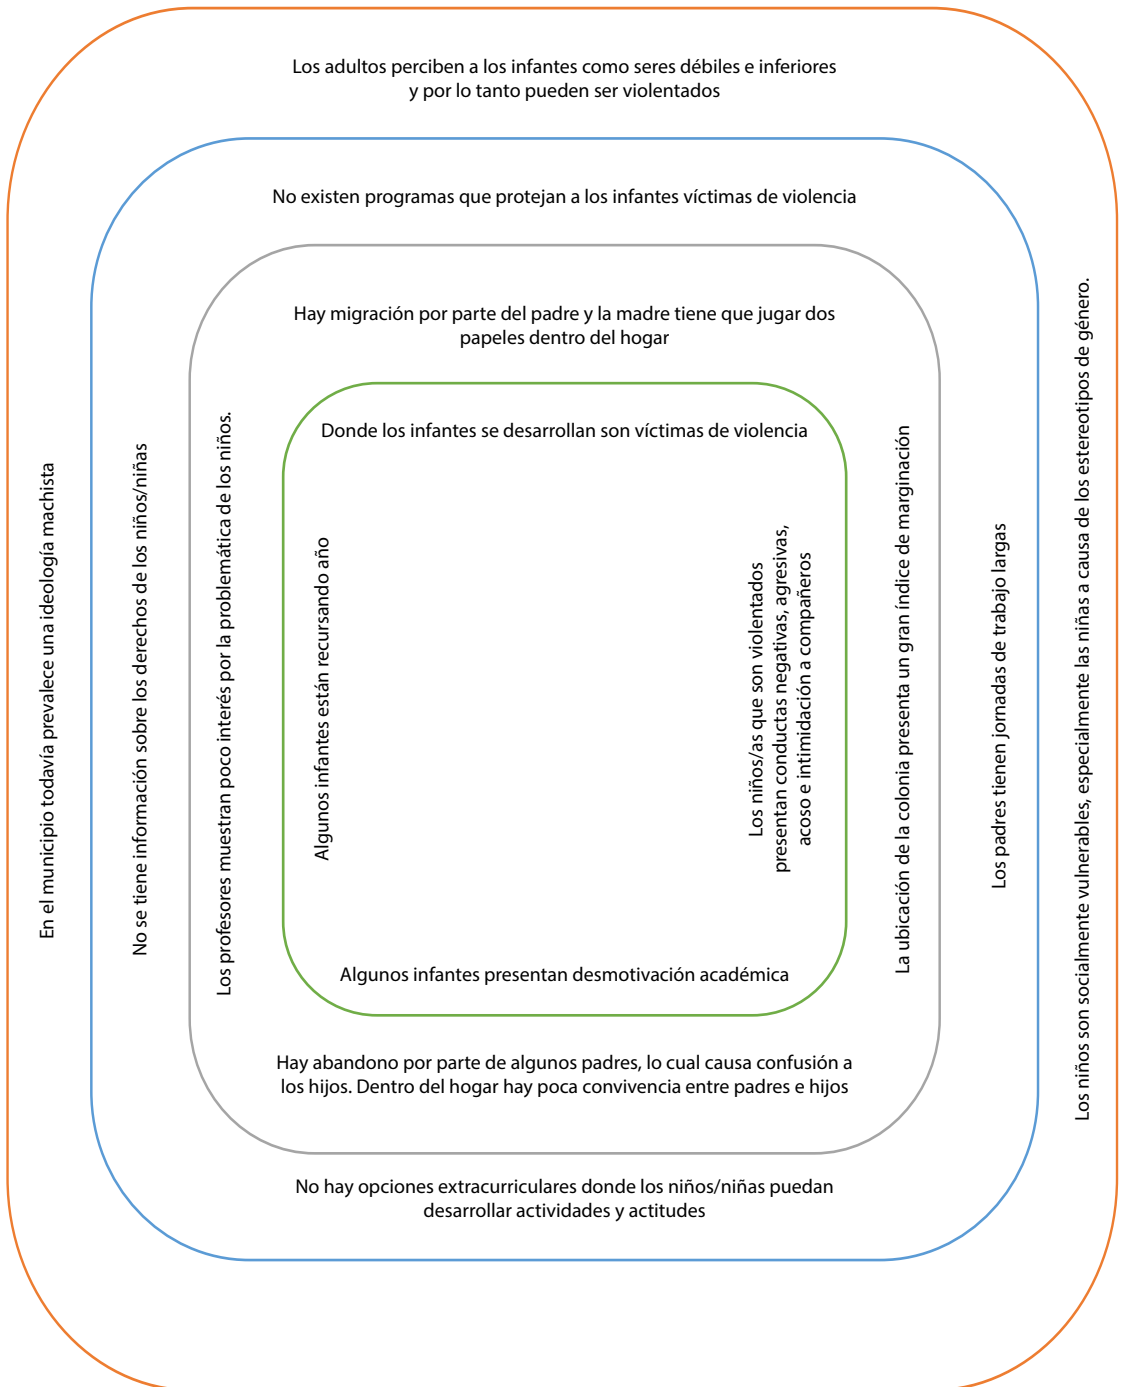 Los adultos perciben a los infantes como seres débiles e inferiores
y por lo tanto pueden ser violentados
No existen programas que protejan a los infantes víctimas de violencia
Hay migración por parte del padre y la madre tiene que jugar dos
papeles dentro del hogar
Donde los infantes se desarrollan son víctimas de violencia
En el municipio todavía prevalece una ideología machista
No se tiene información sobre los derechos de los niños/niñas
Los profesores muestran poco interés por la problemática de los niños.
Algunos infantes están recursando año
Los niños/as que son violentados
presentan conductas negativas, agresivas,
acoso e intimidación a compañeros
La ubicación de la colonia presenta un gran índice de marginación
Los padres tienen jornadas de trabajo largas
Los niños son socialmente vulnerables, especialmente las niñas a causa de los estereotipos de género.
Algunos infantes presentan desmotivación académica
Hay abandono por parte de algunos padres, lo cual causa confusión a
los hijos. Dentro del hogar hay poca convivencia entre padres e hijos
No hay opciones extracurriculares donde los niños/niñas puedan
desarrollar actividades y actitudes